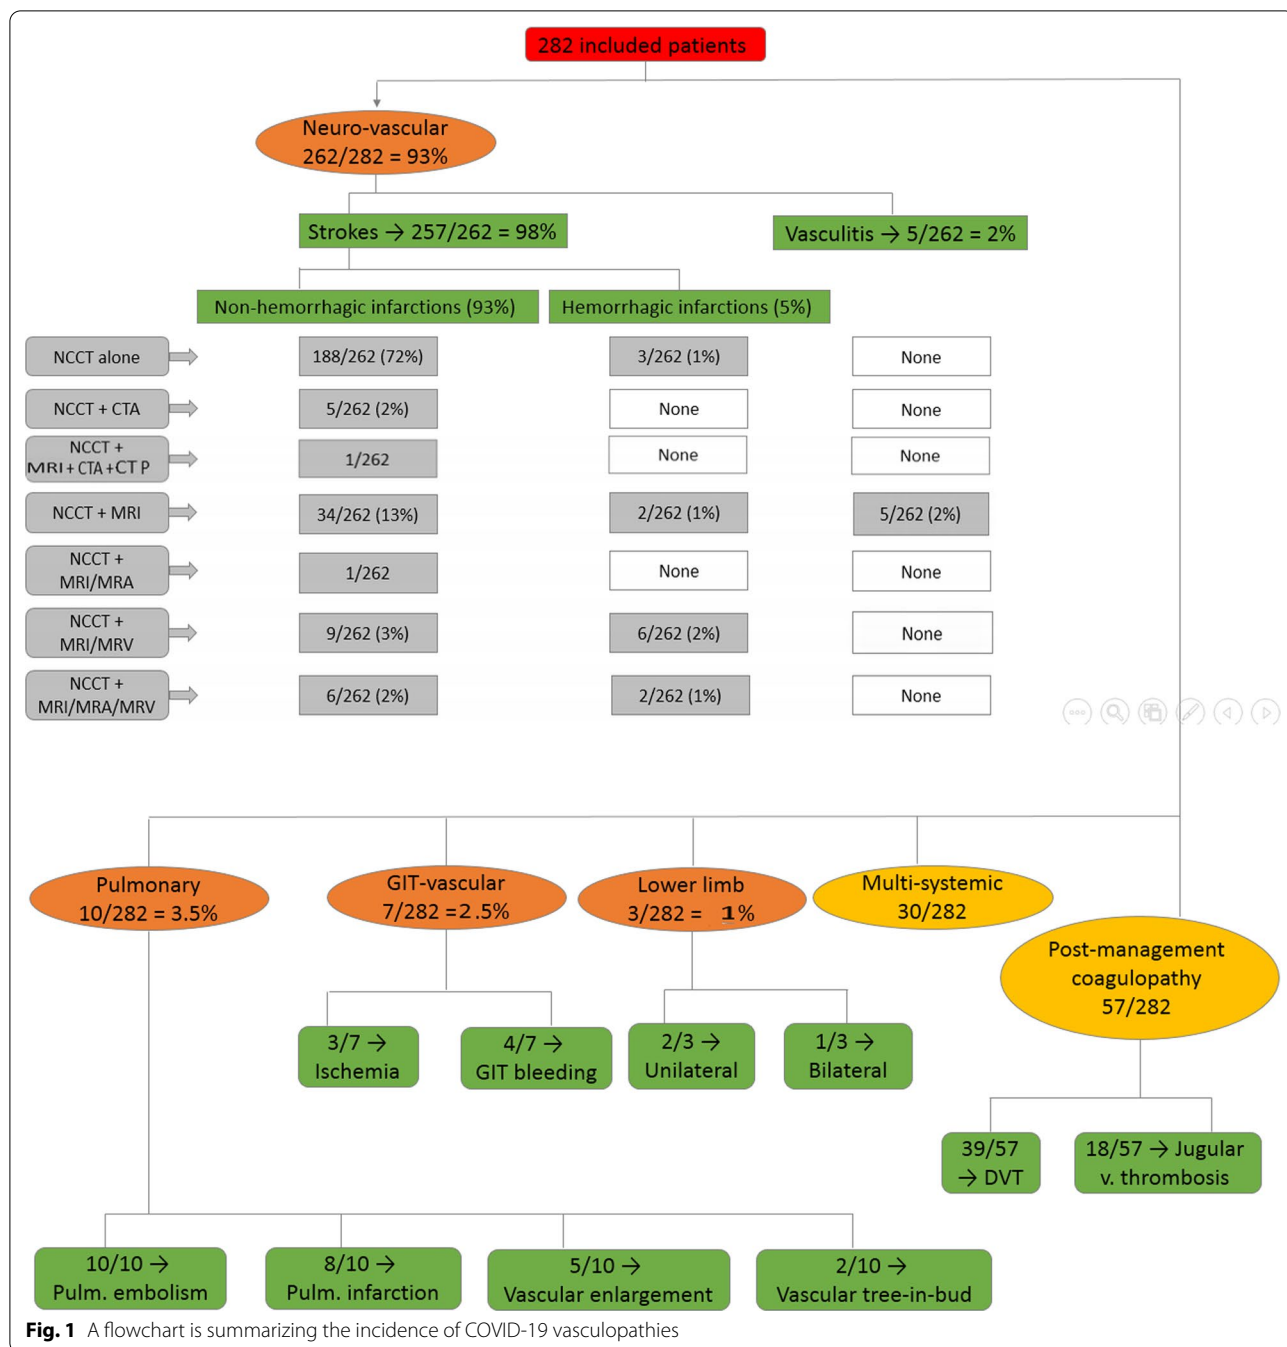 282 included patients
Neuro-vascular
262/282 = 93%
Strokes → 257/262 = 98%
Vasculitis → 5/262 = 2%
Non-hemorrhagic infarctions (93%)
Hemorrhagic infarctions (5%)
NCCT alone
188/262 (72%)
3/262 (1%)
None
NCCT + CTA
5/262 (2%)
None
None
NCCT +
MRI + CTA + CT P
1/262
None
None
NCCT + MRI
34/262 (13%)
2/262 (1%)
5/262 (2%)
NCCT +
MRI/MRA
1/262
None
None
NCCT +
MRI/MRV
9/262 (3%)
6/262 (2%)
None
NCCT +
MRI/MRA/MRV
6/262 (2%)
2/262 (1%)
None
Pulmonary
10/282 = 3.5%
GIT-vascular
7/282 =2.5%
Lower limb
3/282 = 1%
Multi-systemic
30/282
Post-management
coagulopathy
57/282
3/7 →
Ischemia
4/7 →
GIT bleeding
2/3 →
Unilateral
1/3 →
Bilateral
39/57
→ DVT
18/57 → Jugular
v. thrombosis
10/10 →
Pulm. embolism
8/10 →
Pulm. infarction
5/10 →
Vascular enlargement
2/10 →
Vascular tree-in-bud
Fig. 1 A flowchart is summarizing the incidence of COVID-19 vasculopathies